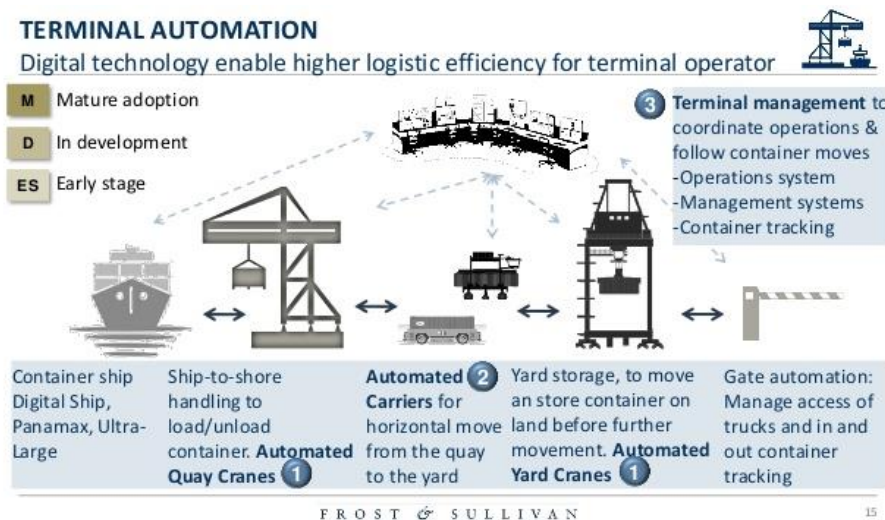 TERMINAL AUTOMATION
Digital technology enable higher logistic efficiency for terminal operator
M Mature adoption
D In development
ES Early stage
3 Terminal management to
coordinate operations &
follow container moves
-Operations system
-Management systems
-Container tracking
Container ship
Digital Ship,
Panamax, Ultra-
Large
Ship-to-shore
handling to
load/unload
container. Automated
Quay Cranes 1
Automated 2
Carriers for
horizontal move
from the quay
to the yard
Yard storage, to move
an store container on
land before further
movement. Automated
Yard Cranes 1
Gate automation:
Manage access of
trucks and in and
out container
tracking
FROST & SULLIVAN
15